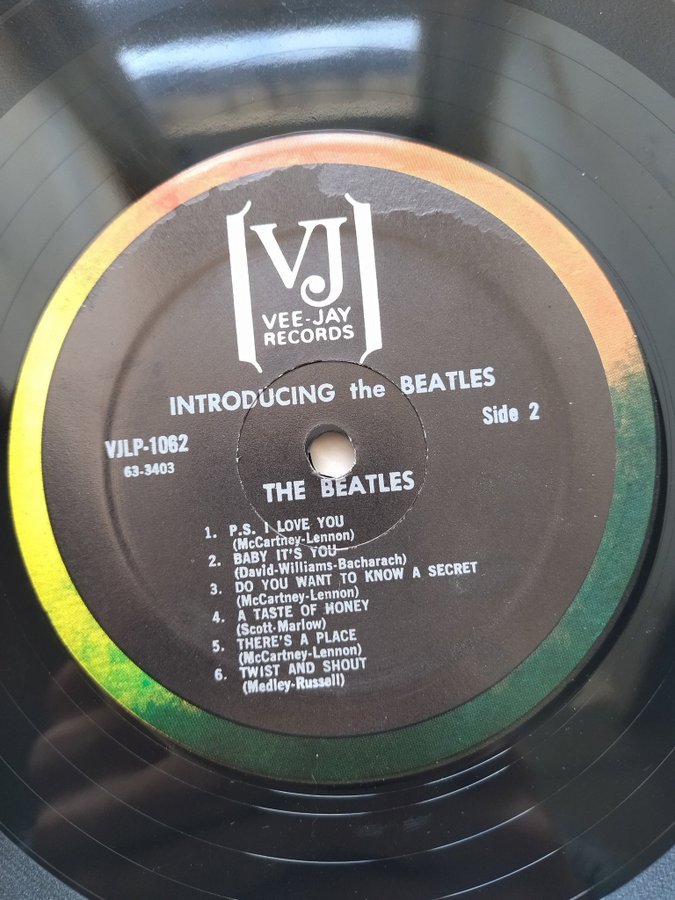 VJ
VEE-JAY
RECORDS
INTRODUCING the BEATLES
Side 2
VJLP-1062
63-3403
THE BEATLES
1. P.S. I LOVE YOU
(McCartney-Lennon)
2. BABY IT'S YOU
(David-Williams-Bacharach)
3. DO YOU WANT TO KNOW A SECRET
(McCartney-Lennon)
4. A TASTE OF HONEY
(Scott-Marlow)
5. THERE'S A PLACE
(McCartney-Lennon)
6. TWIST AND SHOUT
(Medley-Russell)